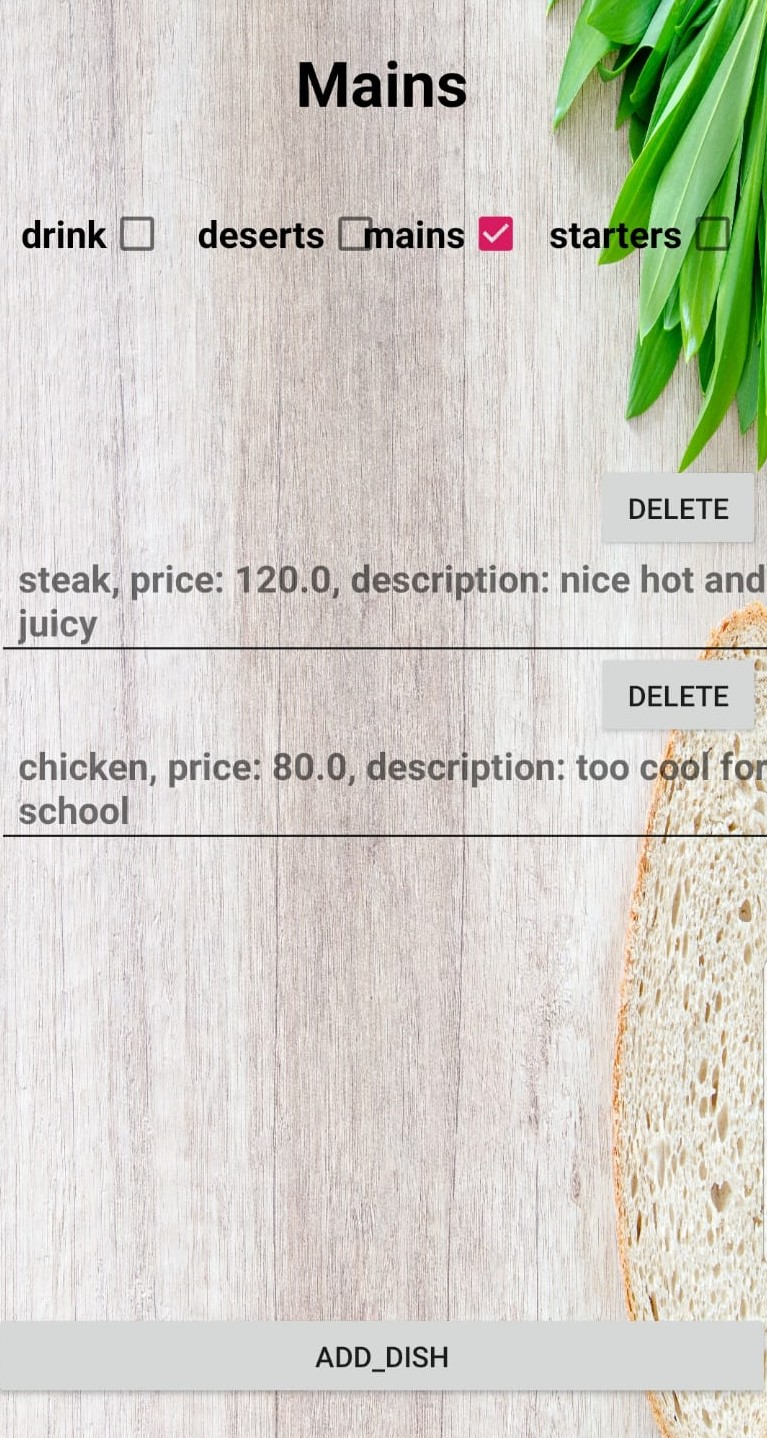 Mains
drink deserts mains starters
DELETE
steak, price: 120.0, description: nice hot and
juicy
DELETE
chicken, price: 80.0, description: too cool for
school
ADD_DISH